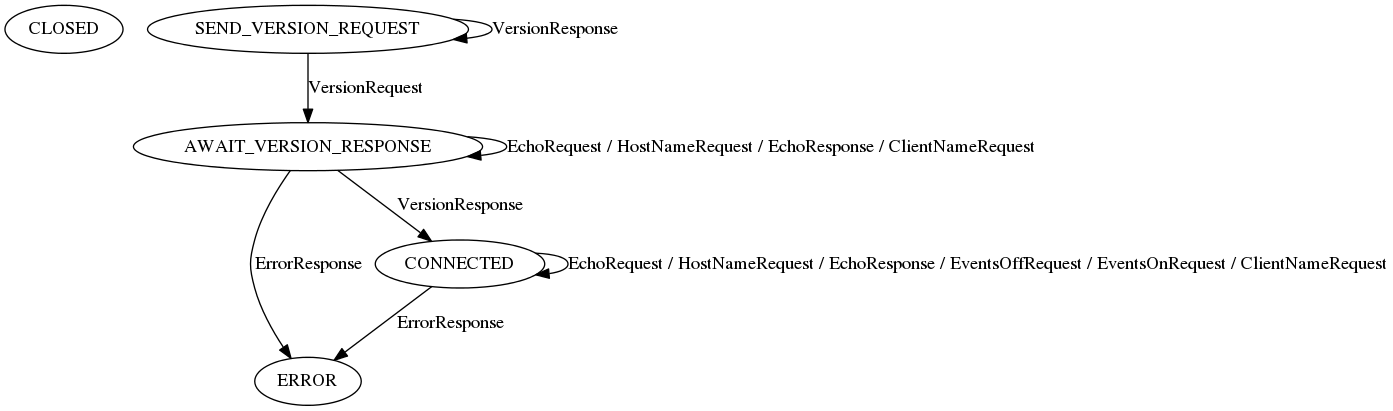 CLOSED
SEND_VERSION_REQUEST
VersionResponse
VersionRequest
AWAIT_VERSION_RESPONSE
EchoRequest / HostNameRequest / EchoResponse / ClientNameRequest
VersionResponse
ErrorResponse
CONNECTED
EchoRequest / HostNameRequest / EchoResponse / EventsOffRequest / EventsOnRequest / ClientNameRequest
ErrorResponse
ERROR